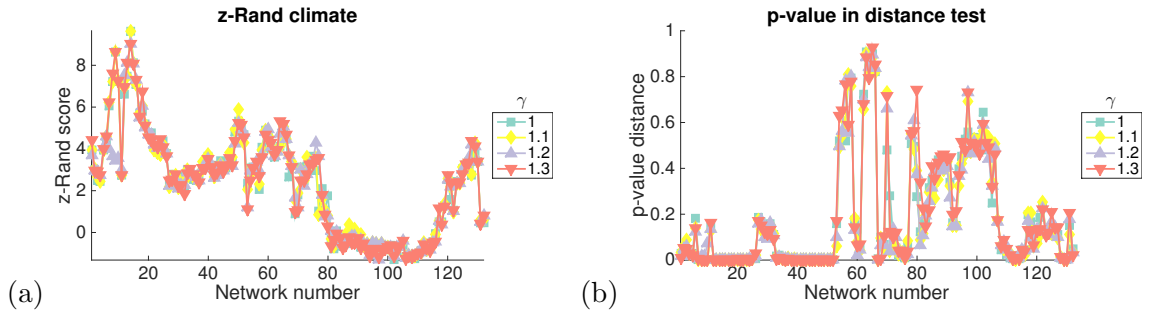 z-Rand climate
z-Rand score
8
6
4
2
0
20 40 60 80 100 120
Network number
γ
1
1.1
1.2
1.3
(a)
p-value in distance test
p-value distance
1
0.8
0.6
0.4
0.2
0
20 40 60 80 100 120
Network number
γ
1
1.1
1.2
1.3
(b)